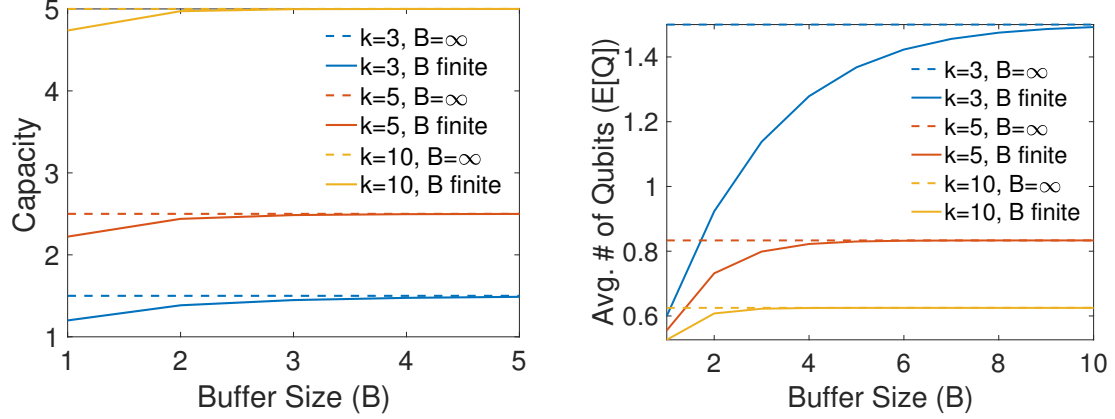 5
4
3
2
1
Capacity
k=3, B=∞
k=3, B finite
k=5, B=∞
k=5, B finite
k=10, B=∞
k=10, B finite
1 2 3 4 5
Buffer Size (B)
1.4
1.2
1
0.8
0.6
Avg. # of Qubits (E[Q])
k=3, B=∞
k=3, B finite
k=5, B=∞
k=5, B finite
k=10, B=∞
k=10, B finite
2 4 6 8 10
Buffer Size (B)